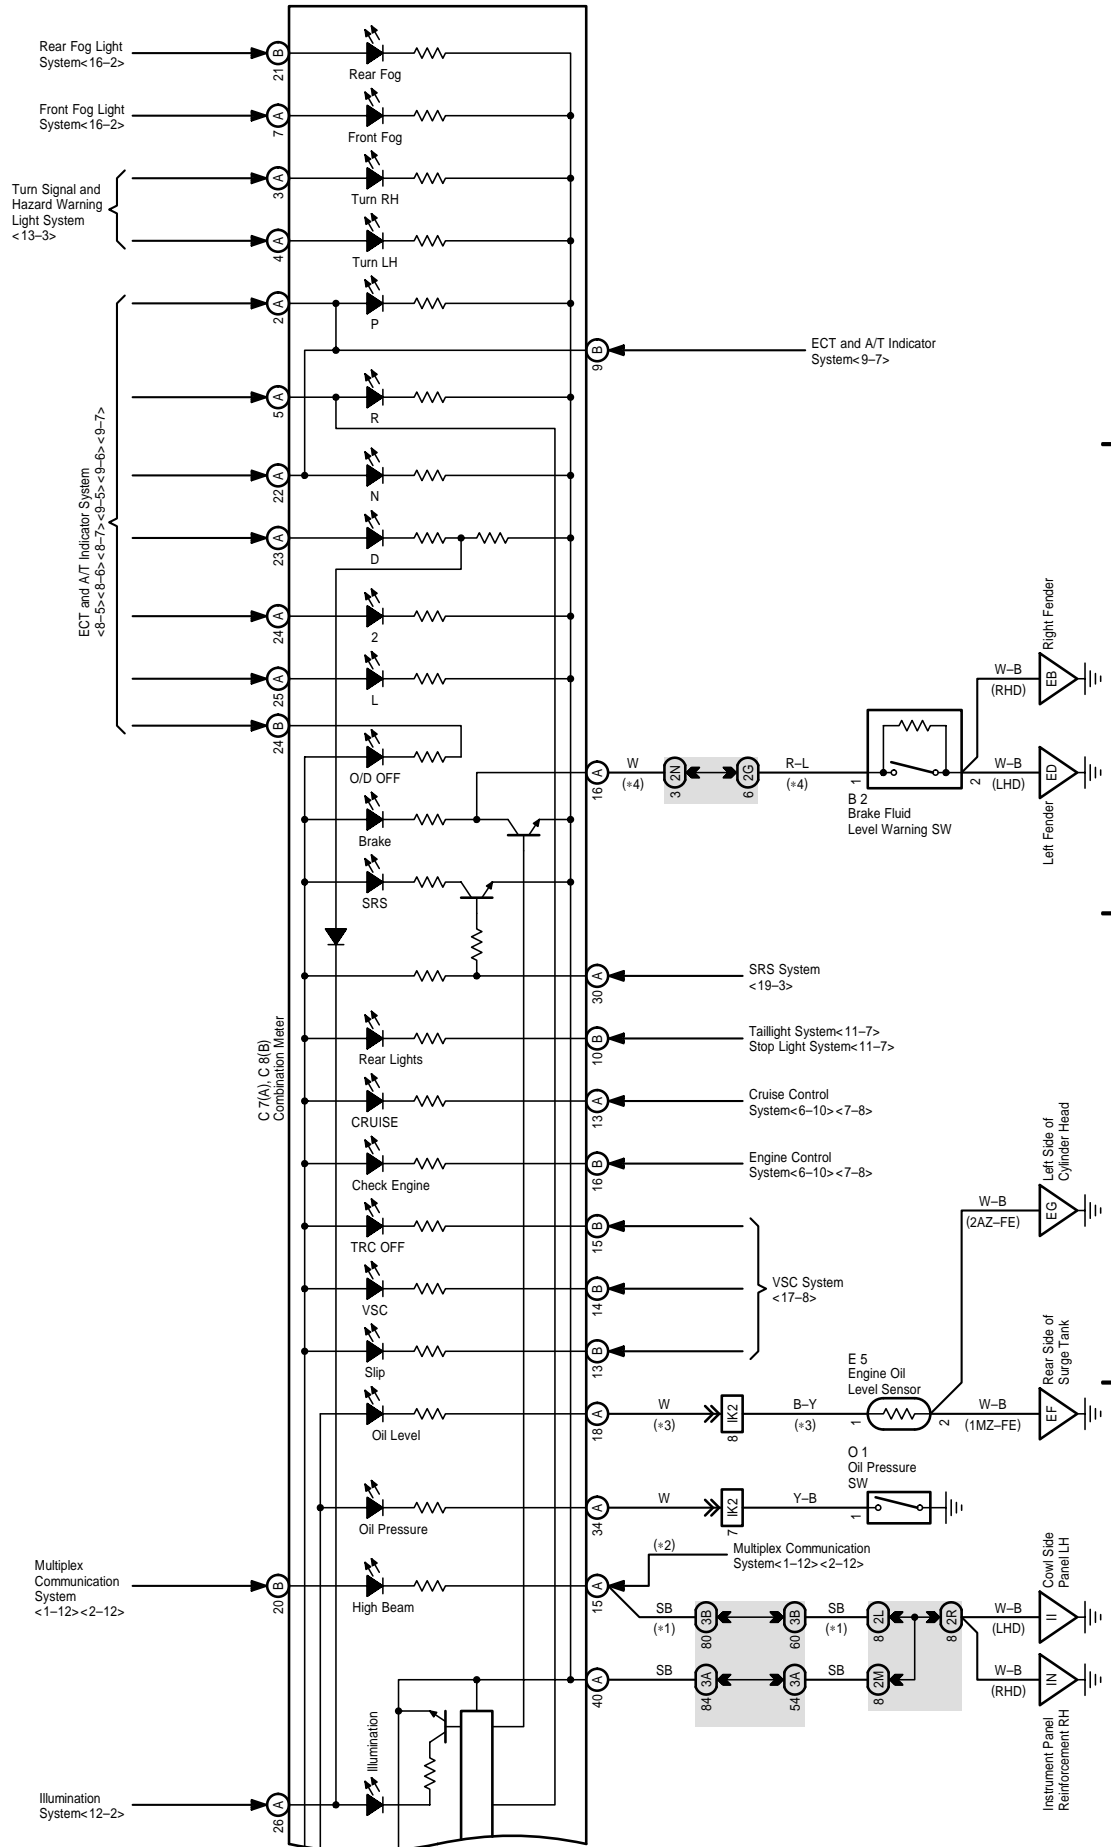 Rear Fog Light
System<16–2>
21
B
Rear Fog
Front Fog Light
System<16–2>
7
A
Front Fog
Turn Signal and
Hazard Warning
Light System
<13–3>
3
A
Turn RH
4
A
Turn LH
ECT and A/T Indicator System
<8–5><8–6><8–7><9–5><9–6><9–7>
2
A
P
9
B
ECT and A/T Indicator
System<9–7>
5
A
R
22
A
N
23
A
D
24
A
2
25
A
L
24
B
O/D OFF
16
A
W
(*4)
3
2N
6
2G
R–L
(*4)
1
2
B 2
Brake Fluid
Level Warning SW
W–B
(RHD)
EB
Right Fender
W–B
(LHD)
ED
Left Fender
Brake
SRS
30
A
SRS System
<19–3>
C 7(A), C 8(B)
Combination Meter
Rear Lights
10
B
Taillight System<11–7>
Stop Light System<11–7>
CRUISE
13
A
Cruise Control
System<6–10><7–8>
Check Engine
16
B
Engine Control
System<6–10><7–8>
TRC OFF
15
B
VSC
14
B
VSC System
<17–8>
Slip
13
B
Oil Level
18
A
W
(*3)
8
IK2
B–Y
(*3)
E 5
Engine Oil
Level Sensor
1
2
W–B
(2AZ–FE)
EG
Left Side of
Cylinder Head
W–B
(1MZ–FE)
EF
Rear Side of
Surge Tank
Oil Pressure
34
A
W
7
IK2
Y–B
O 1
Oil Pressure
SW
1
Multiplex
Communication
System
<1–12><2–12>
20
B
High Beam
15
A
(*2)
Multiplex Communication
System<1–12><2–12>
SB
(*1)
80
3B
60
3B
SB
(*1)
8
2L
8
2R
W–B
(LHD)
II
Cowl Side
Panel LH
40
A
SB
84
3A
54
3A
SB
8
2M
W–B
(RHD)
IN
Instrument Panel
Reinforcement RH
Illumination
Illumination
System<12–2>
26
A